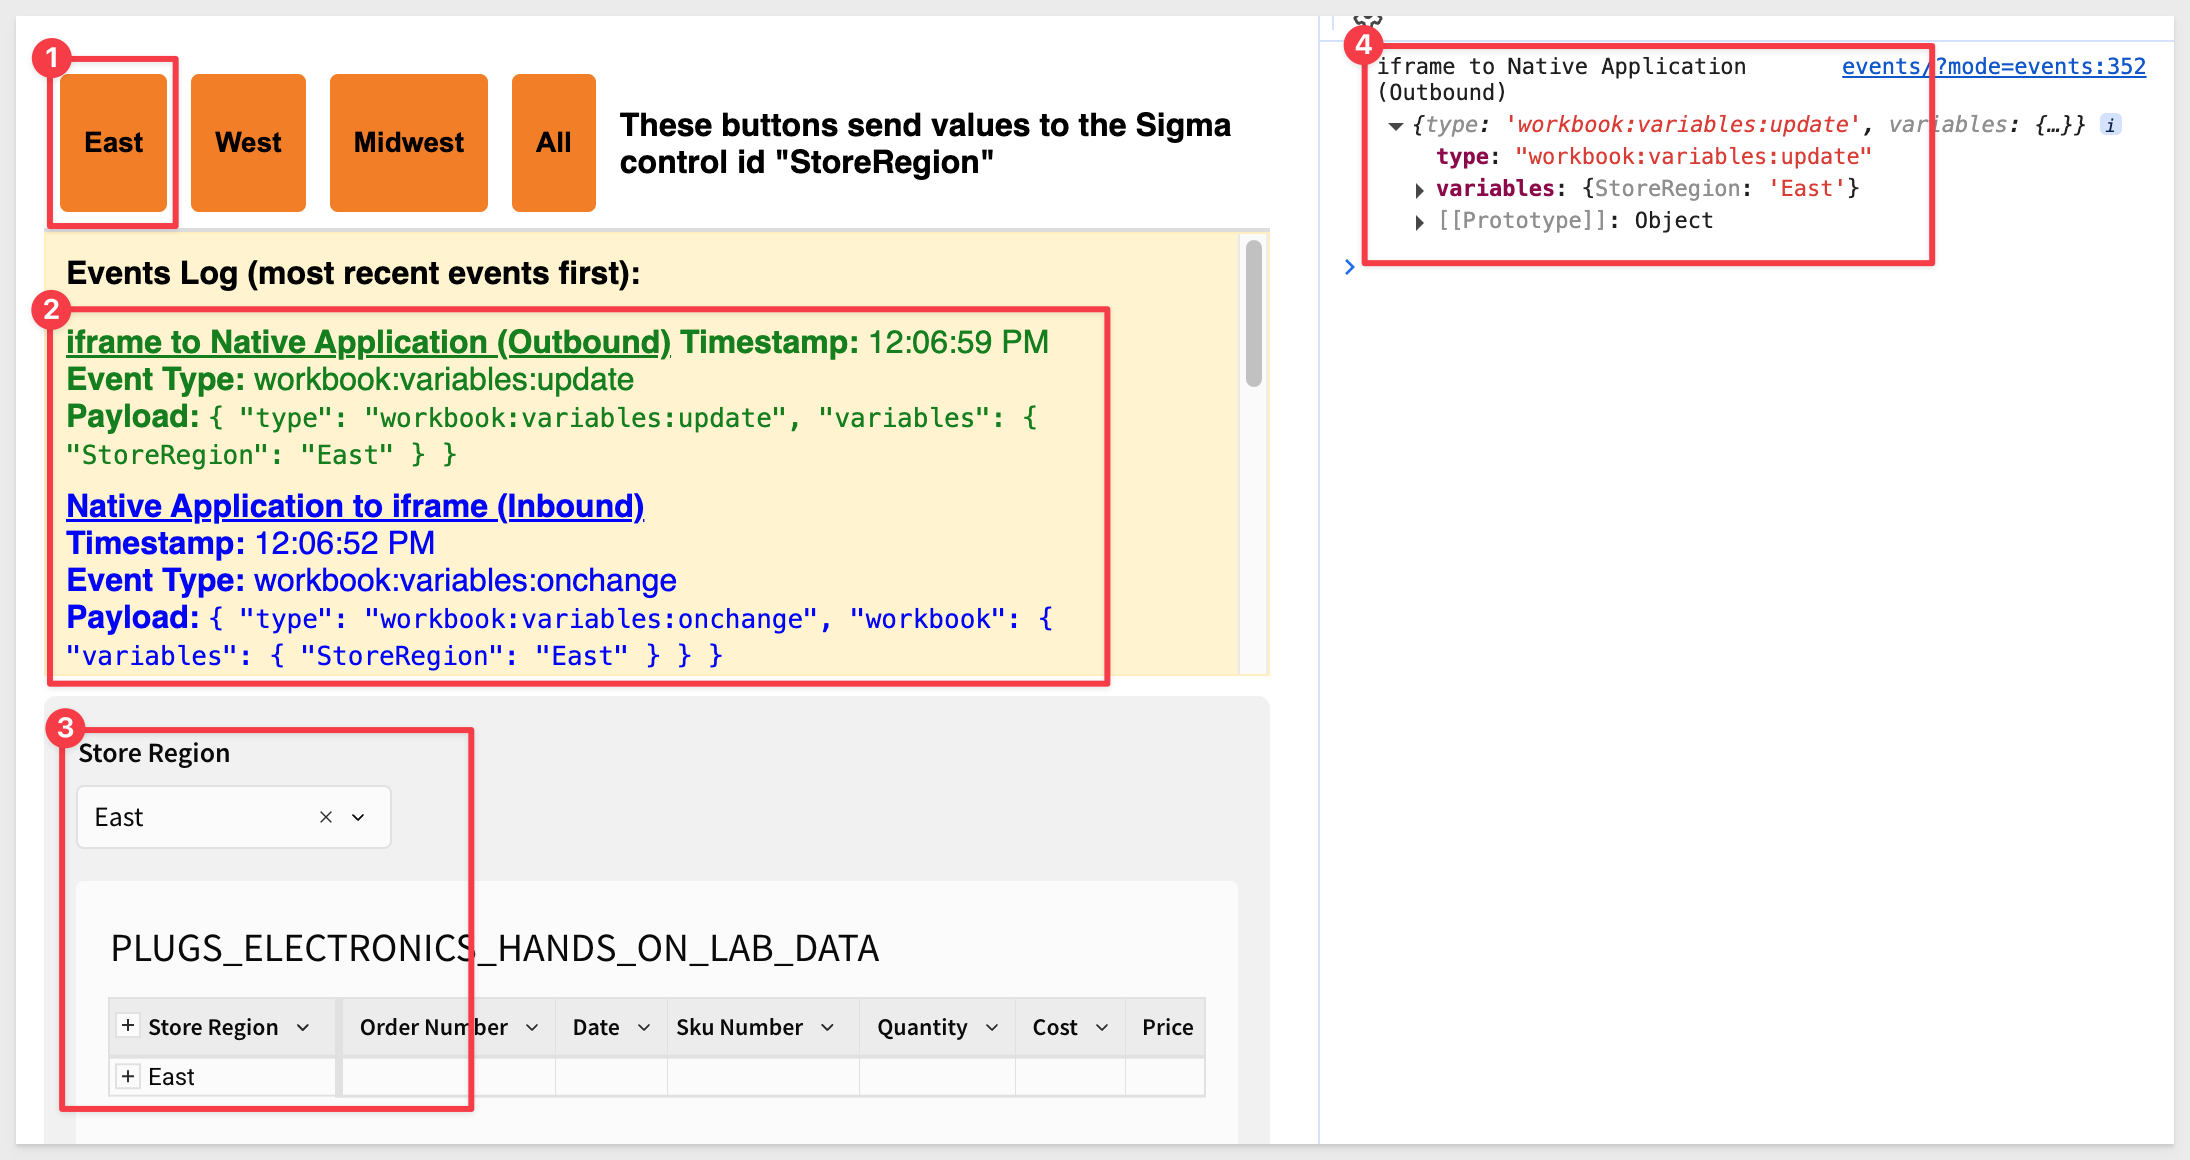 1
East
West
Midwest
All
These buttons send values to the Sigma
control id "StoreRegion"
Events Log (most recent events first):
2
iframe to Native Application (Outbound) Timestamp: 12:06:59 PM
Event Type: workbook:variables:update
Payload: { "type": "workbook:variables:update", "variables": {
"StoreRegion": "East" } }
Native Application to iframe (Inbound)
Timestamp: 12:06:52 PM
Event Type: workbook:variables:onchange
Payload: { "type": "workbook:variables:onchange", "workbook": {
"variables": { "StoreRegion": "East" } } }
3
Store Region
East
PLUGS_ELECTRONICS_HANDS_ON_LAB_DATA
Store Region Order Number Date Sku Number Quantity Cost Price
East
4
iframe to Native Application events/?mode=events:352
(Outbound)
{type: 'workbook:variables:update', variables: {…}} i
type: "workbook:variables:update"
variables: {StoreRegion: 'East'}
[[Prototype]]: Object